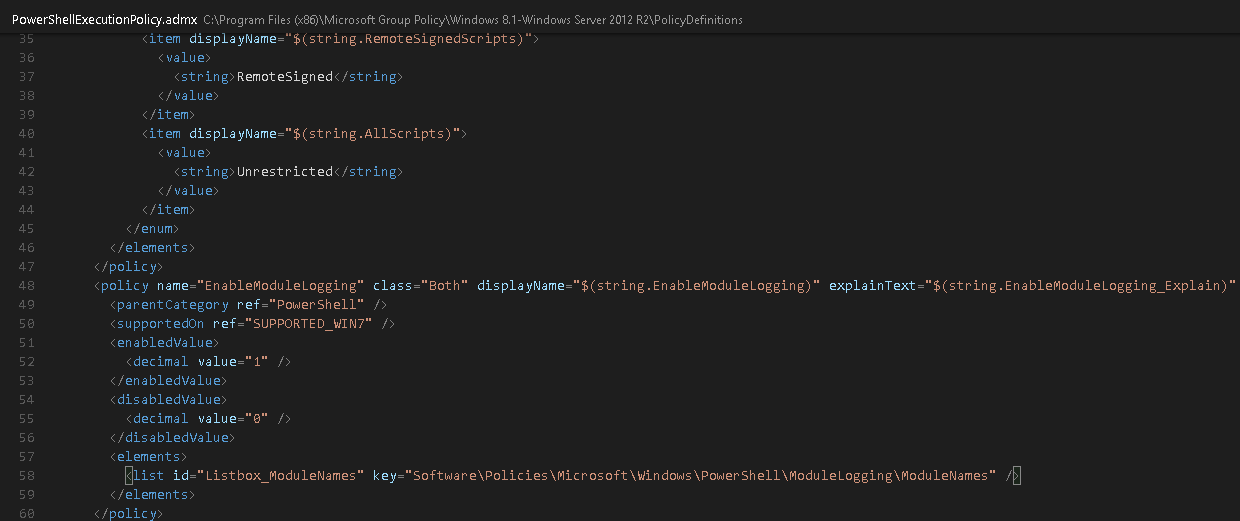 PowerShellExecutionPolicy.admx C:\Program Files (x86)\Microsoft Group Policy\Windows 8.1-Windows Server 2012 R2\PolicyDefinitions
35 <item displayName="$(string.RemoteSignedScripts)">
36 <value>
37 <string>RemoteSigned</string>
38 </value>
39 </item>
40 <item displayName="$(string.AllScripts)">
41 <value>
42 <string>Unrestricted</string>
43 </value>
44 </item>
45 </enum>
46 </elements>
47 </policy>
48 <policy name="EnableModuleLogging" class="Both" displayName="$(string.EnableModuleLogging)" explainText="$(string.EnableModuleLogging_Explain)"
49 <parentCategory ref="PowerShell" />
50 <supportedOn ref="SUPPORTED_WIN7" />
51 <enabledValue>
52 <decimal value="1" />
53 </enabledValue>
54 <disabledValue>
55 <decimal value="0" />
56 </disabledValue>
57 <elements>
58 <list id="Listbox_ModuleNames" key="Software\Policies\Microsoft\Windows\PowerShell\ModuleLogging\ModuleNames" />
59 </elements>
60 </policy>